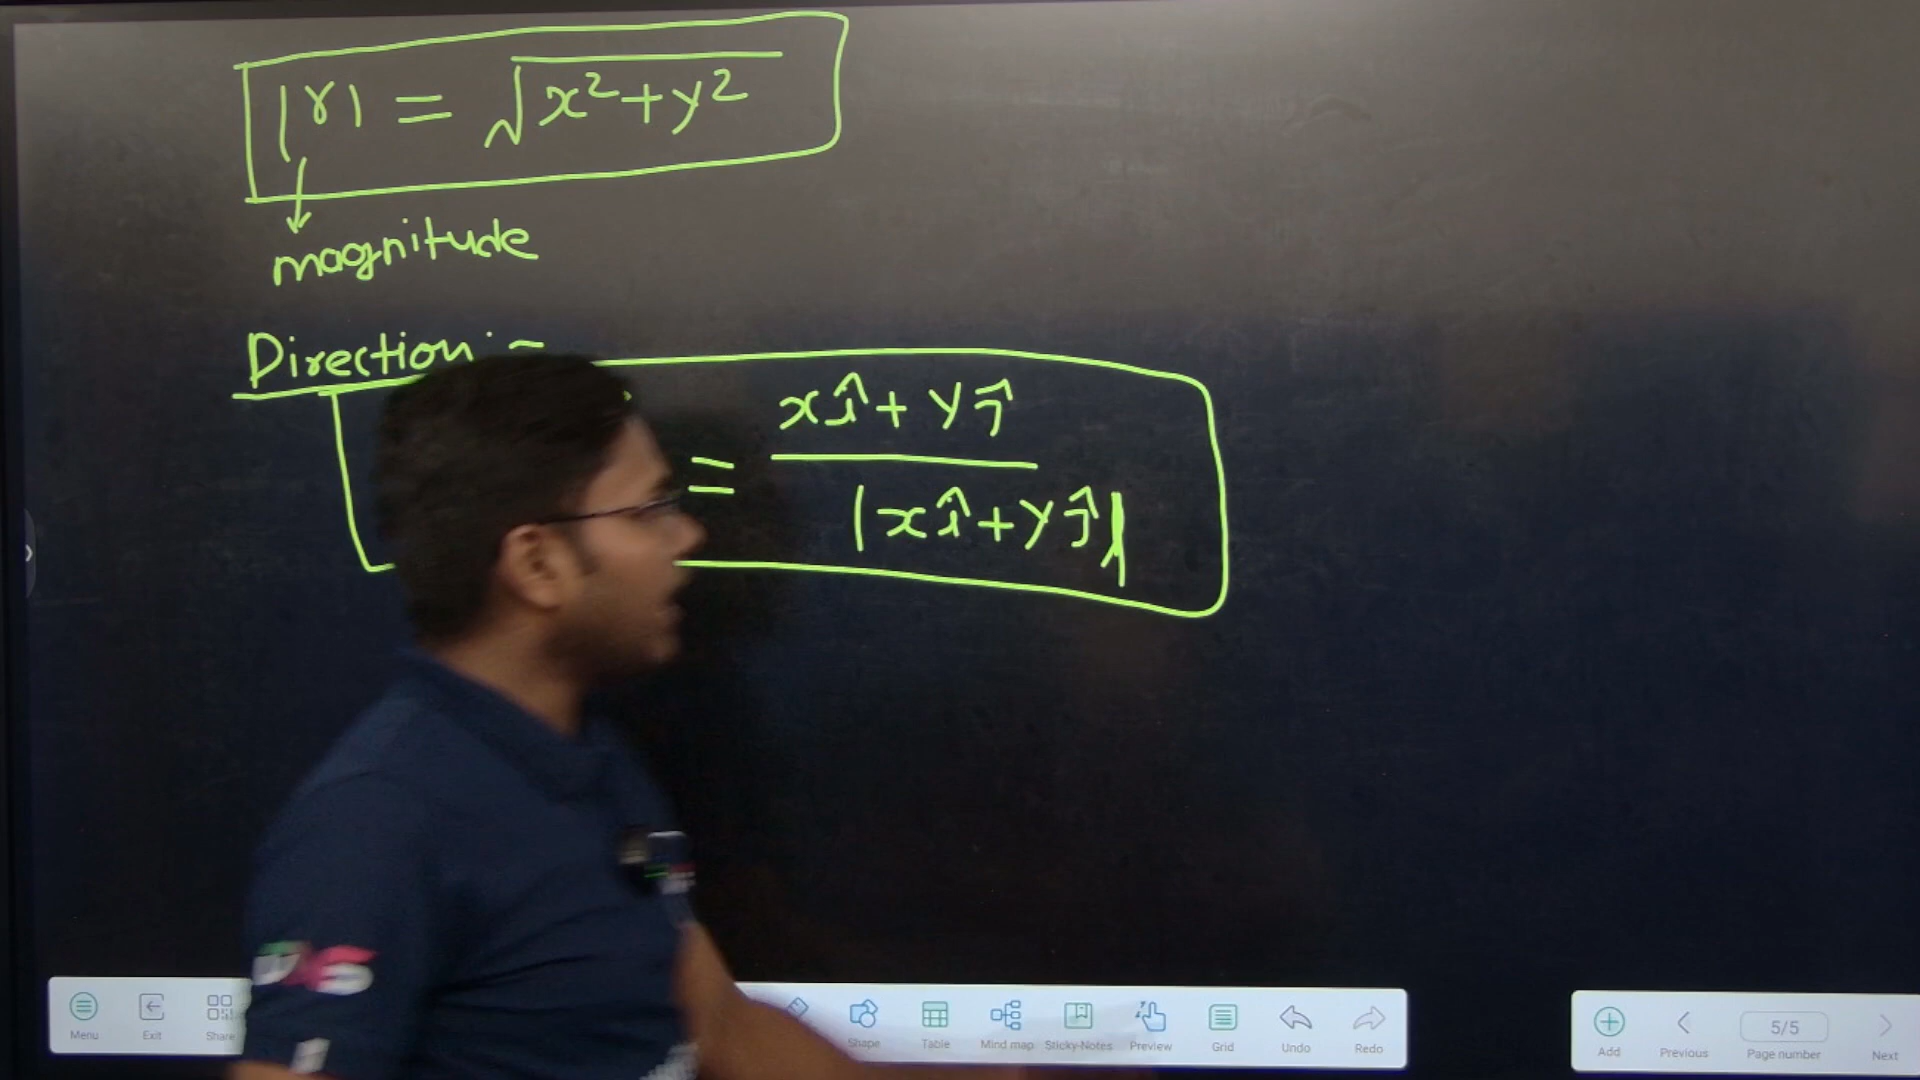 |r| = √x²+y²
magnitude
Direction :-
= xî + yĵ
|xî + yĵ|
Menu Exit Share Shape Table Mind map Sticky-Notes Preview Grid Undo Redo Add Previous 5/5 Page number Next